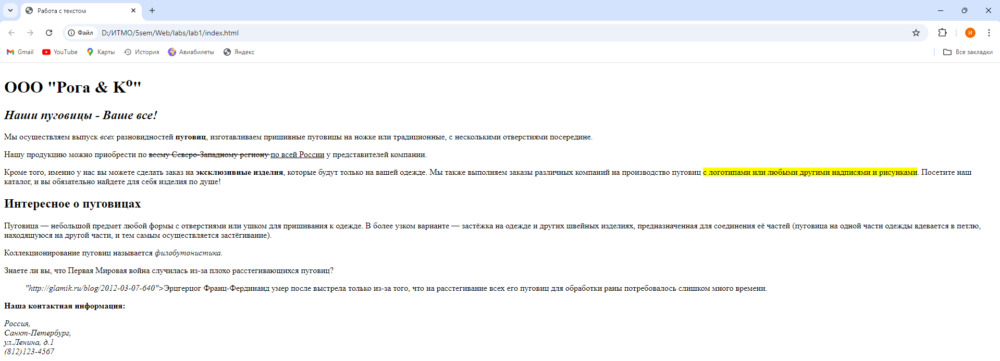 Работа с текстом
Файл D:/ИТМО/5sem/Web/labs/lab1/index.html
И
Gmail YouTube Карты История Авиабилеты Яндекс Все закладки
ООО "Рога & Kº"
Наши пуговицы - Ваше все!
Мы осуществляем выпуск всех разновидностей пуговиц, изготавливаем пришивные пуговицы на ножке или традиционные, с несколькими отверстиями посередине.
Нашу продукцию можно приобрести по всему Северо-Западному региону по всей России у представителей компании.
Кроме того, именно у нас вы можете сделать заказ на эксклюзивные изделия, которые будут только на вашей одежде. Мы также выполняем заказы различных компаний на производство пуговиц с логотипами или любыми другими надписями и рисунками. Посетите наш
каталог, и вы обязательно найдете для себя изделия по душе!
Интересное о пуговицах
Пуговица — небольшой предмет любой формы с отверстиями или ушком для пришивания к одежде. В более узком варианте — застёжка на одежде и других швейных изделиях, предназначенная для соединения её частей (пуговица на одной части одежды вдевается в петлю,
находящуюся на другой части, и тем самым осуществляется застёгивание).
Коллекционирование пуговиц называется филобутонистика.
Знаете ли вы, что Первая Мировая война случилась из-за плохо расстегивающихся пуговиц?
"http://glamik.ru/blog/2012-03-07-640">Эрцгерцог Франц-Фердинанд умер после выстрела только из-за того, что на расстегивание всех его пуговиц для обработки раны потребовалось слишком много времени.
Наша контактная информация:
Россия,
Санкт-Петербург,
ул.Ленина, д.1
(812)123-4567